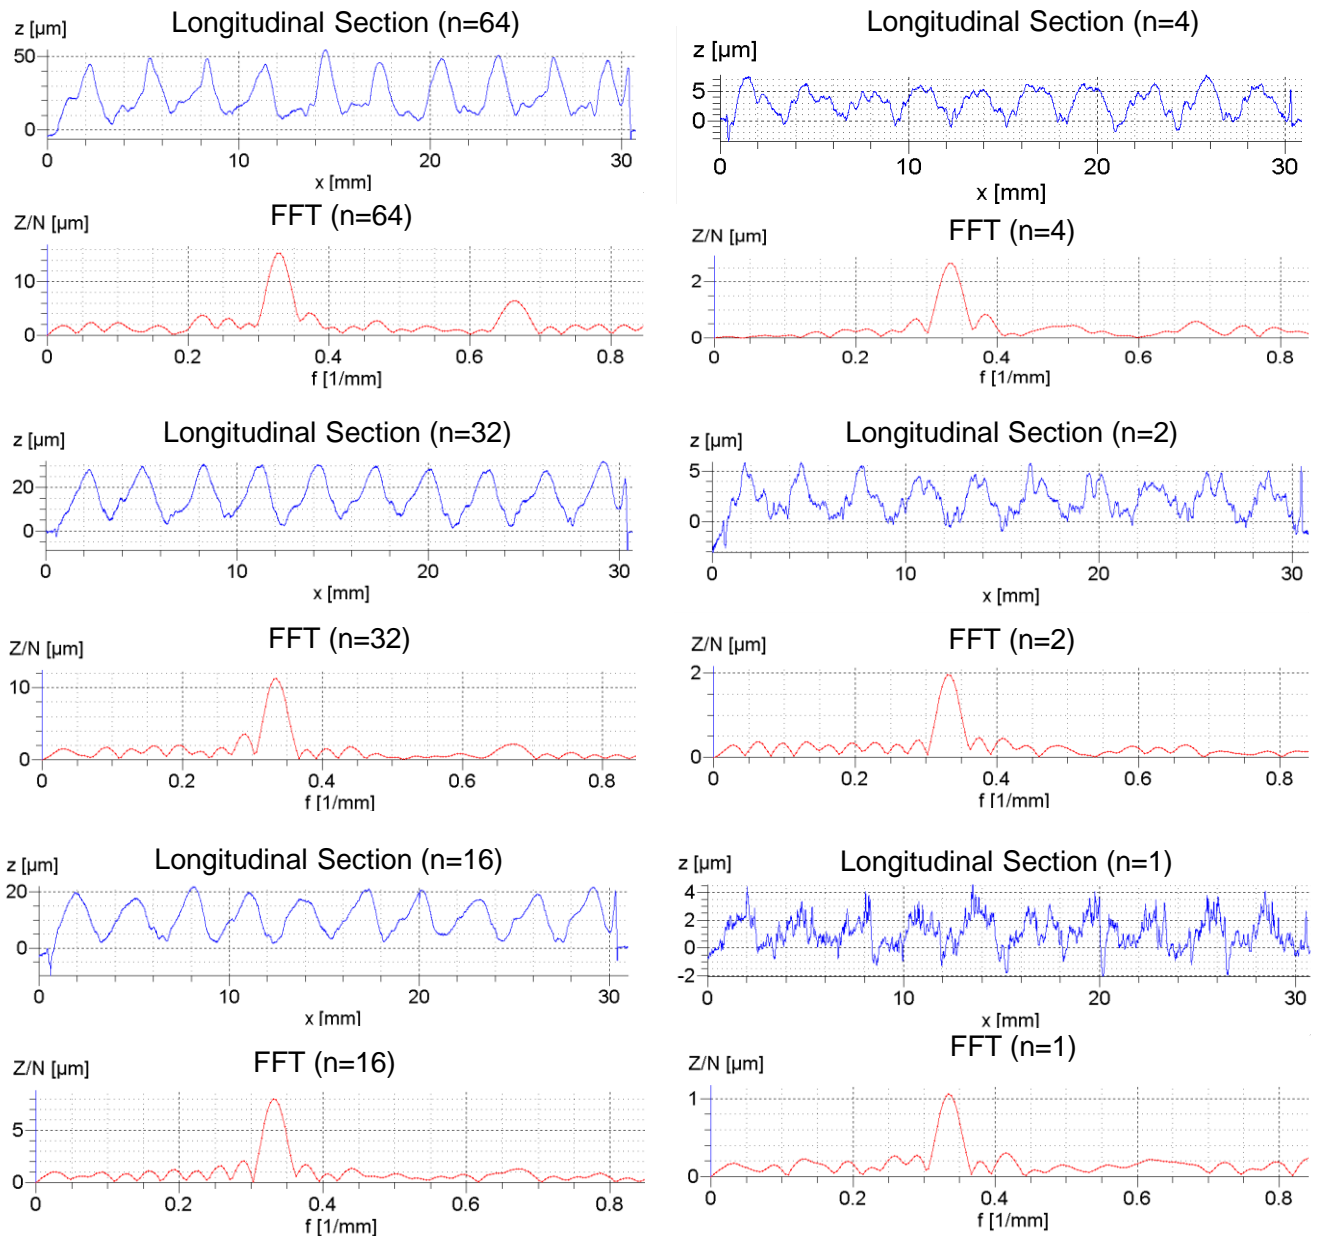 Longitudinal Section (n=64)
z [µm]
50
0
0 10 20 30
x [mm]
FFT (n=64)
Z/N [µm]
10
0
0 0.2 0.4 0.6 0.8
f [1/mm]
Longitudinal Section (n=32)
z [µm]
20
0
0 10 20 30
x [mm]
FFT (n=32)
Z/N [µm]
10
0
0 0.2 0.4 0.6 0.8
f [1/mm]
Longitudinal Section (n=16)
z [µm]
20
0
0 10 20 30
x [mm]
FFT (n=16)
Z/N [µm]
5
0
0 0.2 0.4 0.6 0.8
f [1/mm]
Longitudinal Section (n=4)
z [µm]
5
0
0 10 20 30
x [mm]
FFT (n=4)
Z/N [µm]
2
0
0 0.2 0.4 0.6 0.8
f [1/mm]
Longitudinal Section (n=2)
z [µm]
5
0
0 10 20 30
x [mm]
FFT (n=2)
Z/N [µm]
2
0
0 0.2 0.4 0.6 0.8
f [1/mm]
Longitudinal Section (n=1)
z [µm]
4
2
0
-2
0 10 20 30
x [mm]
FFT (n=1)
Z/N [µm]
1
0
0 0.2 0.4 0.6 0.8
f [1/mm]